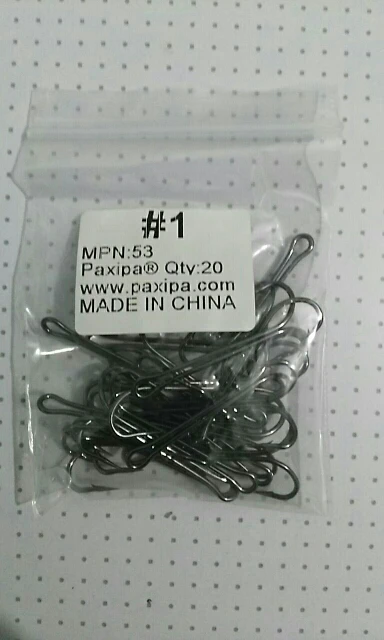 #1
MPN:53
Paxipa® Qty:20
www.paxipa.com
MADE IN CHINA